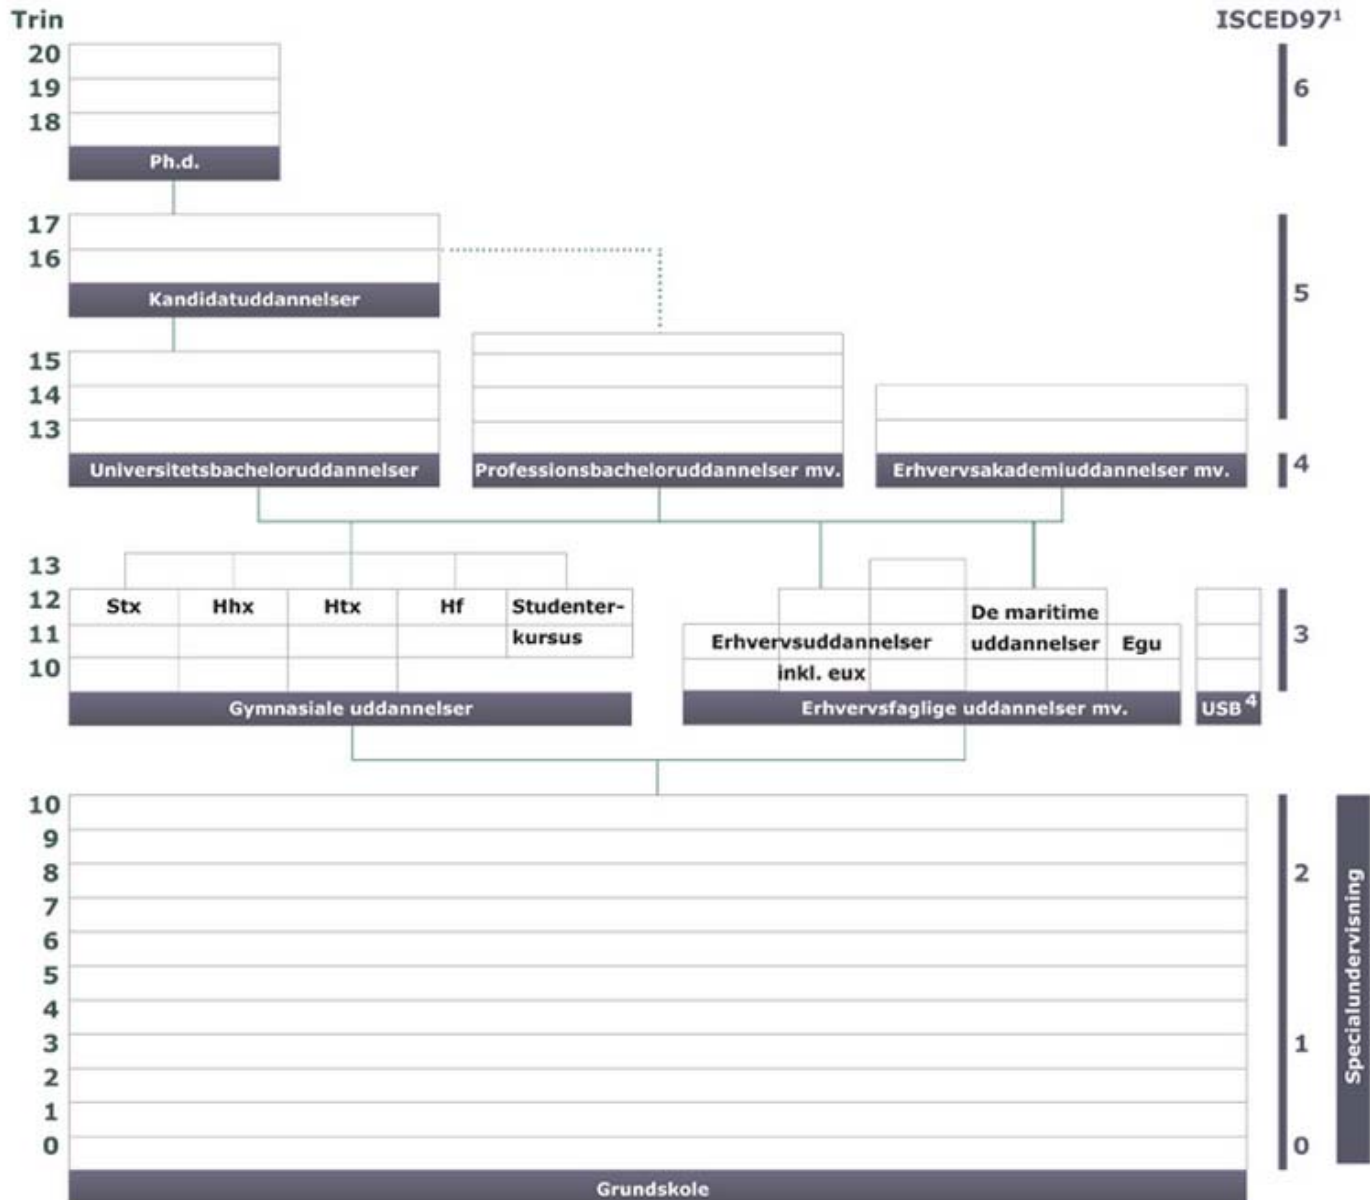 Trin
ISCED97¹
20
19
18
6
Ph.d.
17
16
Kandidatuddannelser
5
15
14
13
Universitetsbacheloruddannelser
Professionsbacheloruddannelser mv.
Erhvervsakademiuddannelser mv.
4
13
12
11
10
Stx
Hhx
Htx
Hf
Studenter-
kursus
Erhvervsuddannelser
inkl. eux
De maritime
uddannelser
Egu
3
Gymnasiale uddannelser
Erhvervsfaglige uddannelser mv.
USB⁴
10
9
8
7
6
5
4
3
2
1
0
2
1
0
Specialundervisning
Grundskole